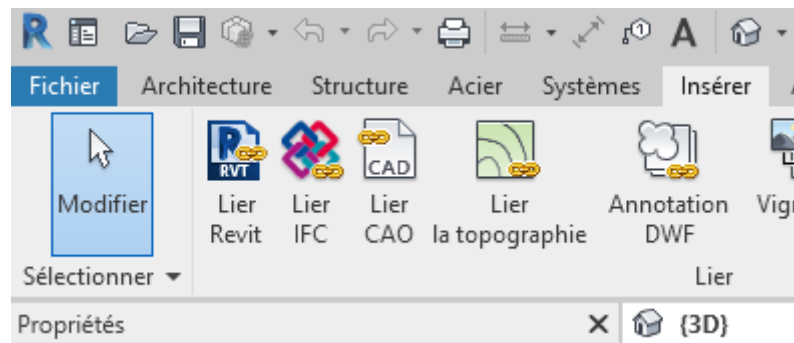 R
1 A
Fichier Architecture Structure Acier Systèmes Insérer
R
RVT CAD
Modifier Lier Lier Lier Lier Annotation
Revit IFC CAO la topographie DWF
Sélectionner Lier
Propriétés {3D}